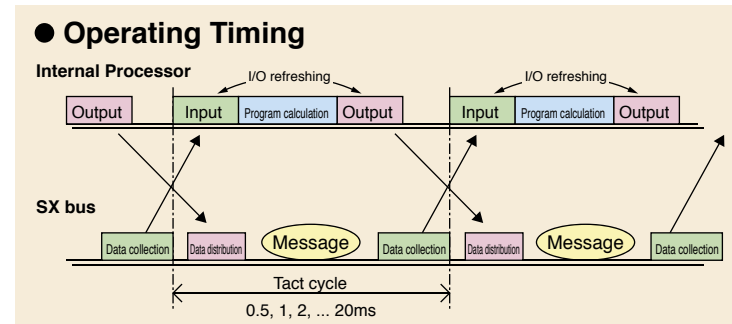 ● Operating Timing
Internal Processor
I/O refreshing
I/O refreshing
Output
Input
Program calculation
Output
Input
Program calculation
Output
SX bus
Data collection
Data distribution
Message
Data collection
Data distribution
Message
Data collection
Tact cycle
0.5, 1, 2, ... 20ms